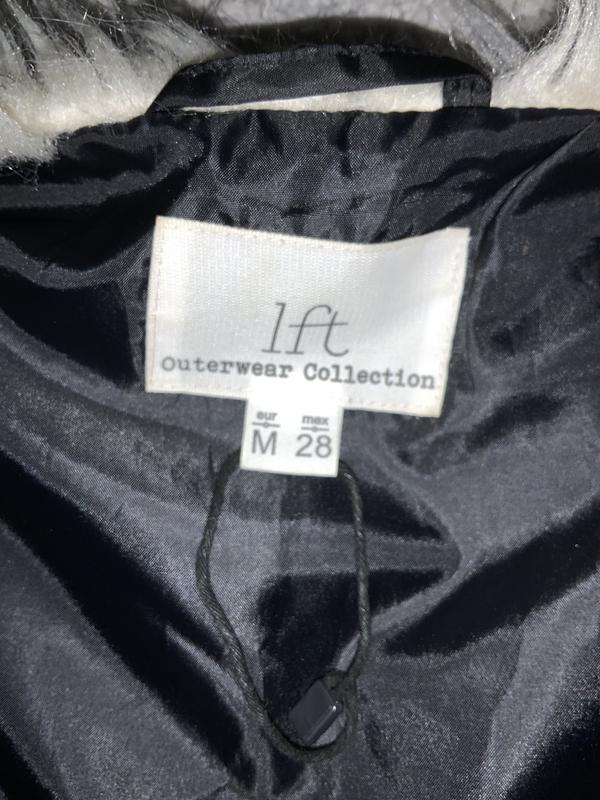 lft
Outerwear Collection
eur mex
M 28